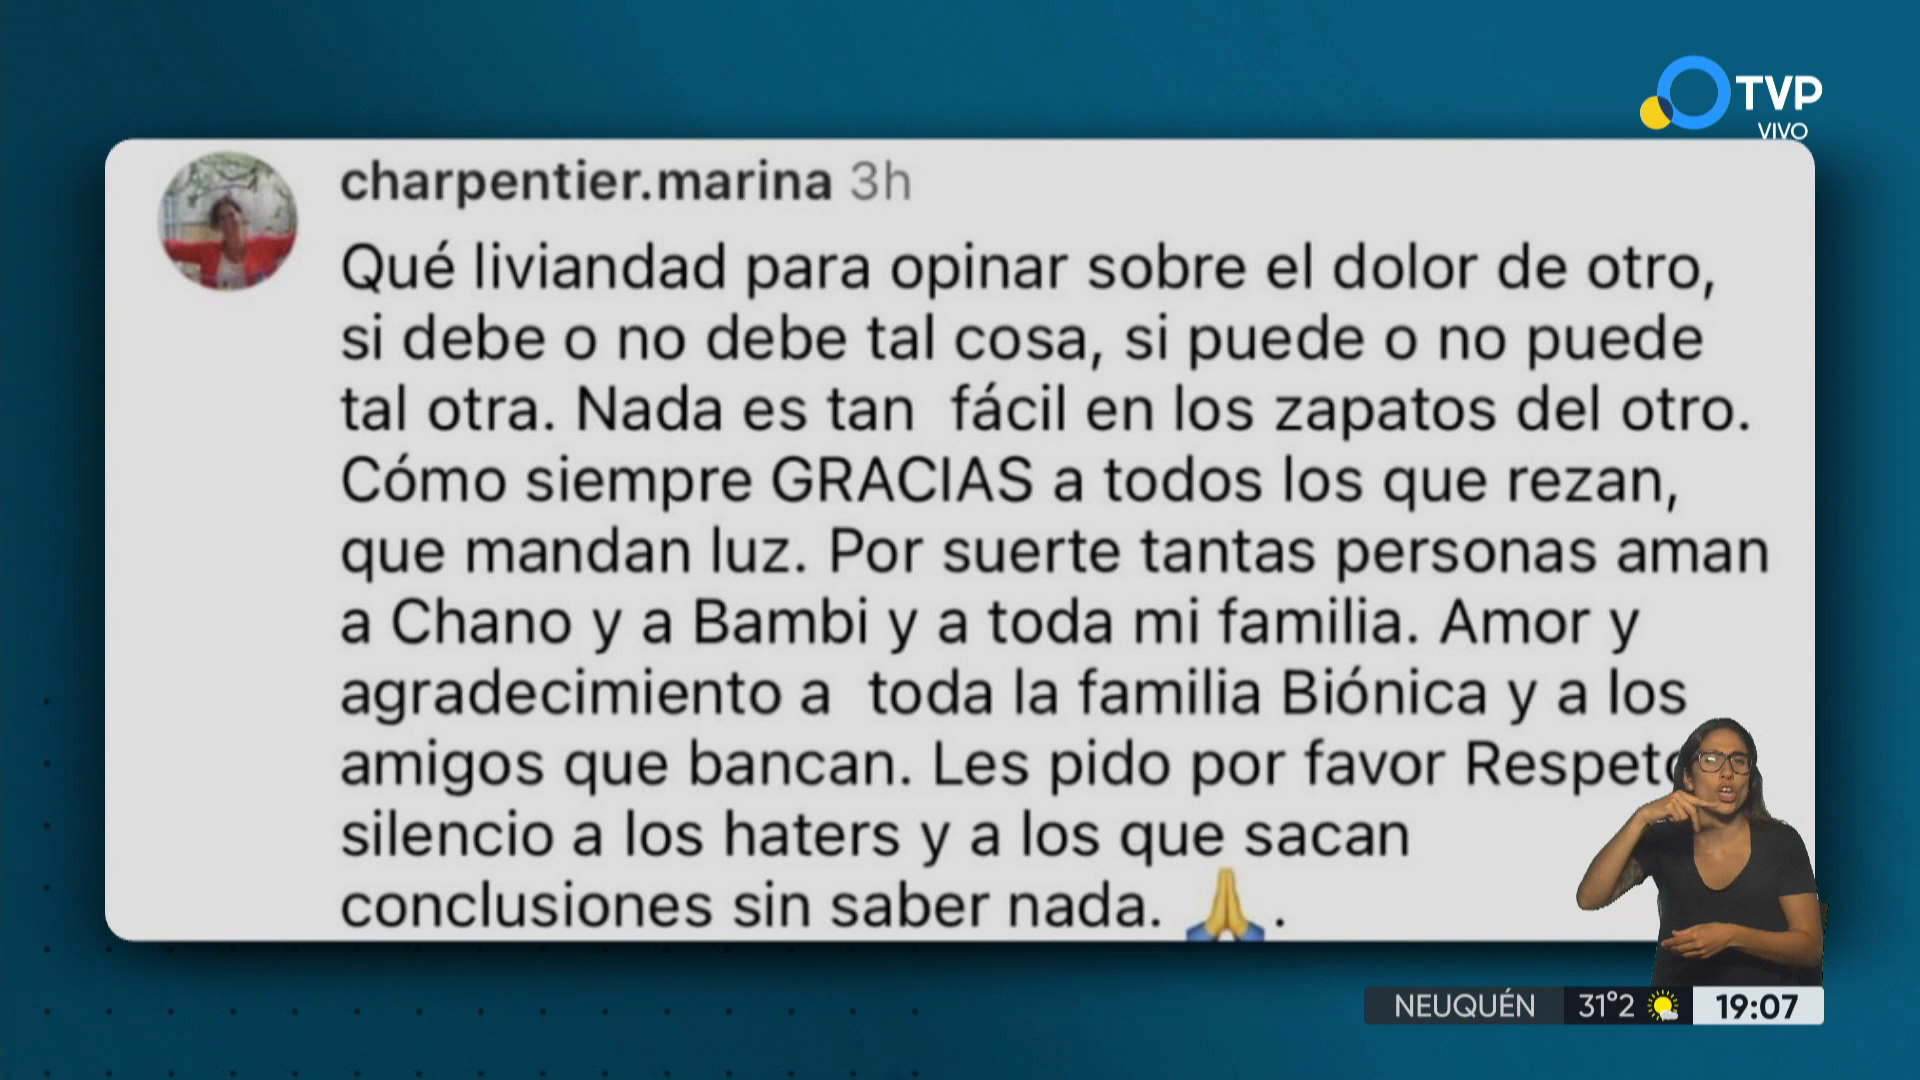 TVP
VIVO
charpentier.marina 3h
Qué liviandad para opinar sobre el dolor de otro,
si debe o no debe tal cosa, si puede o no puede
tal otra. Nada es tan fácil en los zapatos del otro.
Cómo siempre GRACIAS a todos los que rezan,
que mandan luz. Por suerte tantas personas aman
a Chano y a Bambi y a toda mi familia. Amor y
agradecimiento a toda la familia Biónica y a los
amigos que bancan. Les pido por favor Respeto
silencio a los haters y a los que sacan
conclusiones sin saber nada. 🙏.
NEUQUÉN 31°2 19:07